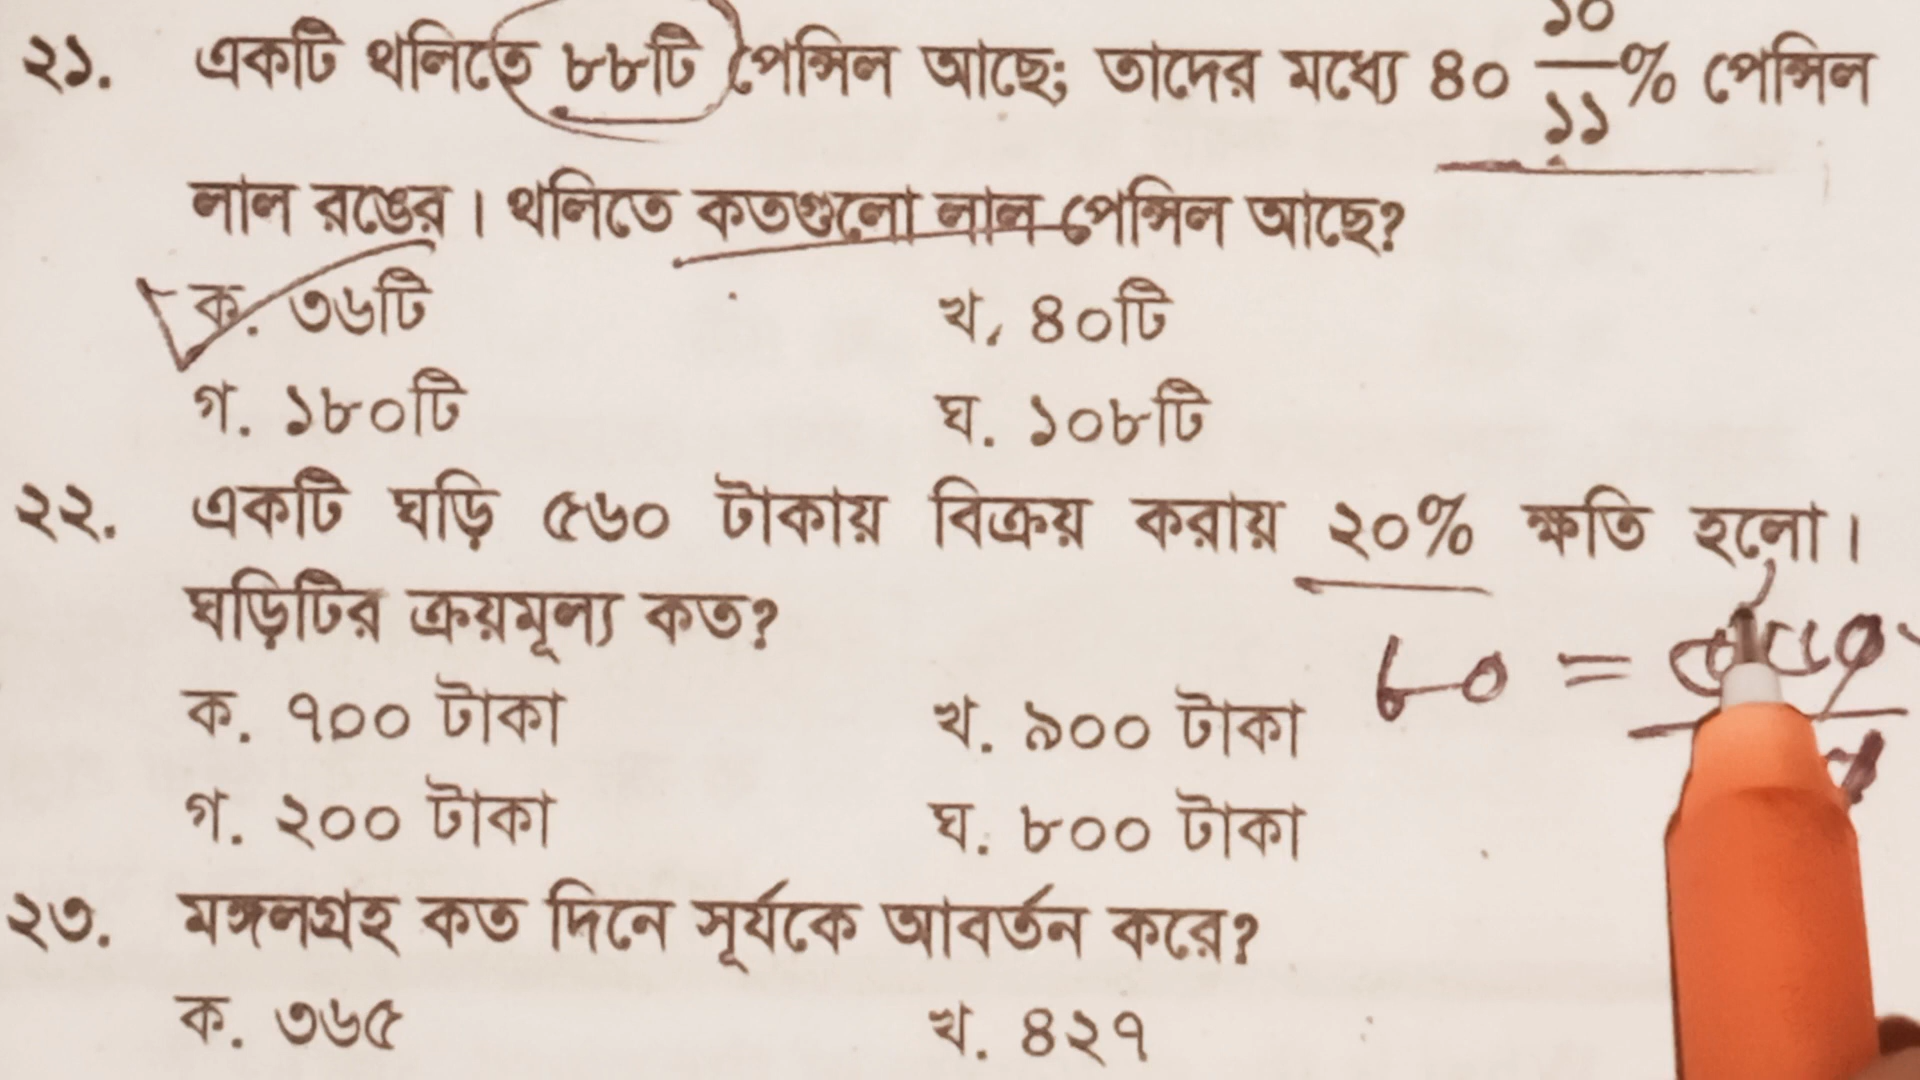 ১০
২১. একটি থলিতে ৮৮টি পেন্সিল আছে; তাদের মধ্যে ৪০ —% পেন্সিল
১১
লাল রঙের। থলিতে কতগুলো লাল পেন্সিল আছে?
ক. ৩৬টি খ. ৪০টি
গ. ১৮০টি ঘ. ১০৮টি
২২. একটি ঘড়ি ৫৬০ টাকায় বিক্রয় করায় ২০% ক্ষতি হলো।
ঘড়িটির ক্রয়মূল্য কত?
৮০ =
ক. ৭০০ টাকা খ. ৯০০ টাকা
গ. ২০০ টাকা ঘ. ৮০০ টাকা
২৩. মঙ্গলগ্রহ কত দিনে সূর্যকে আবর্তন করে?
ক. ৩৬৫ খ. ৪২৭